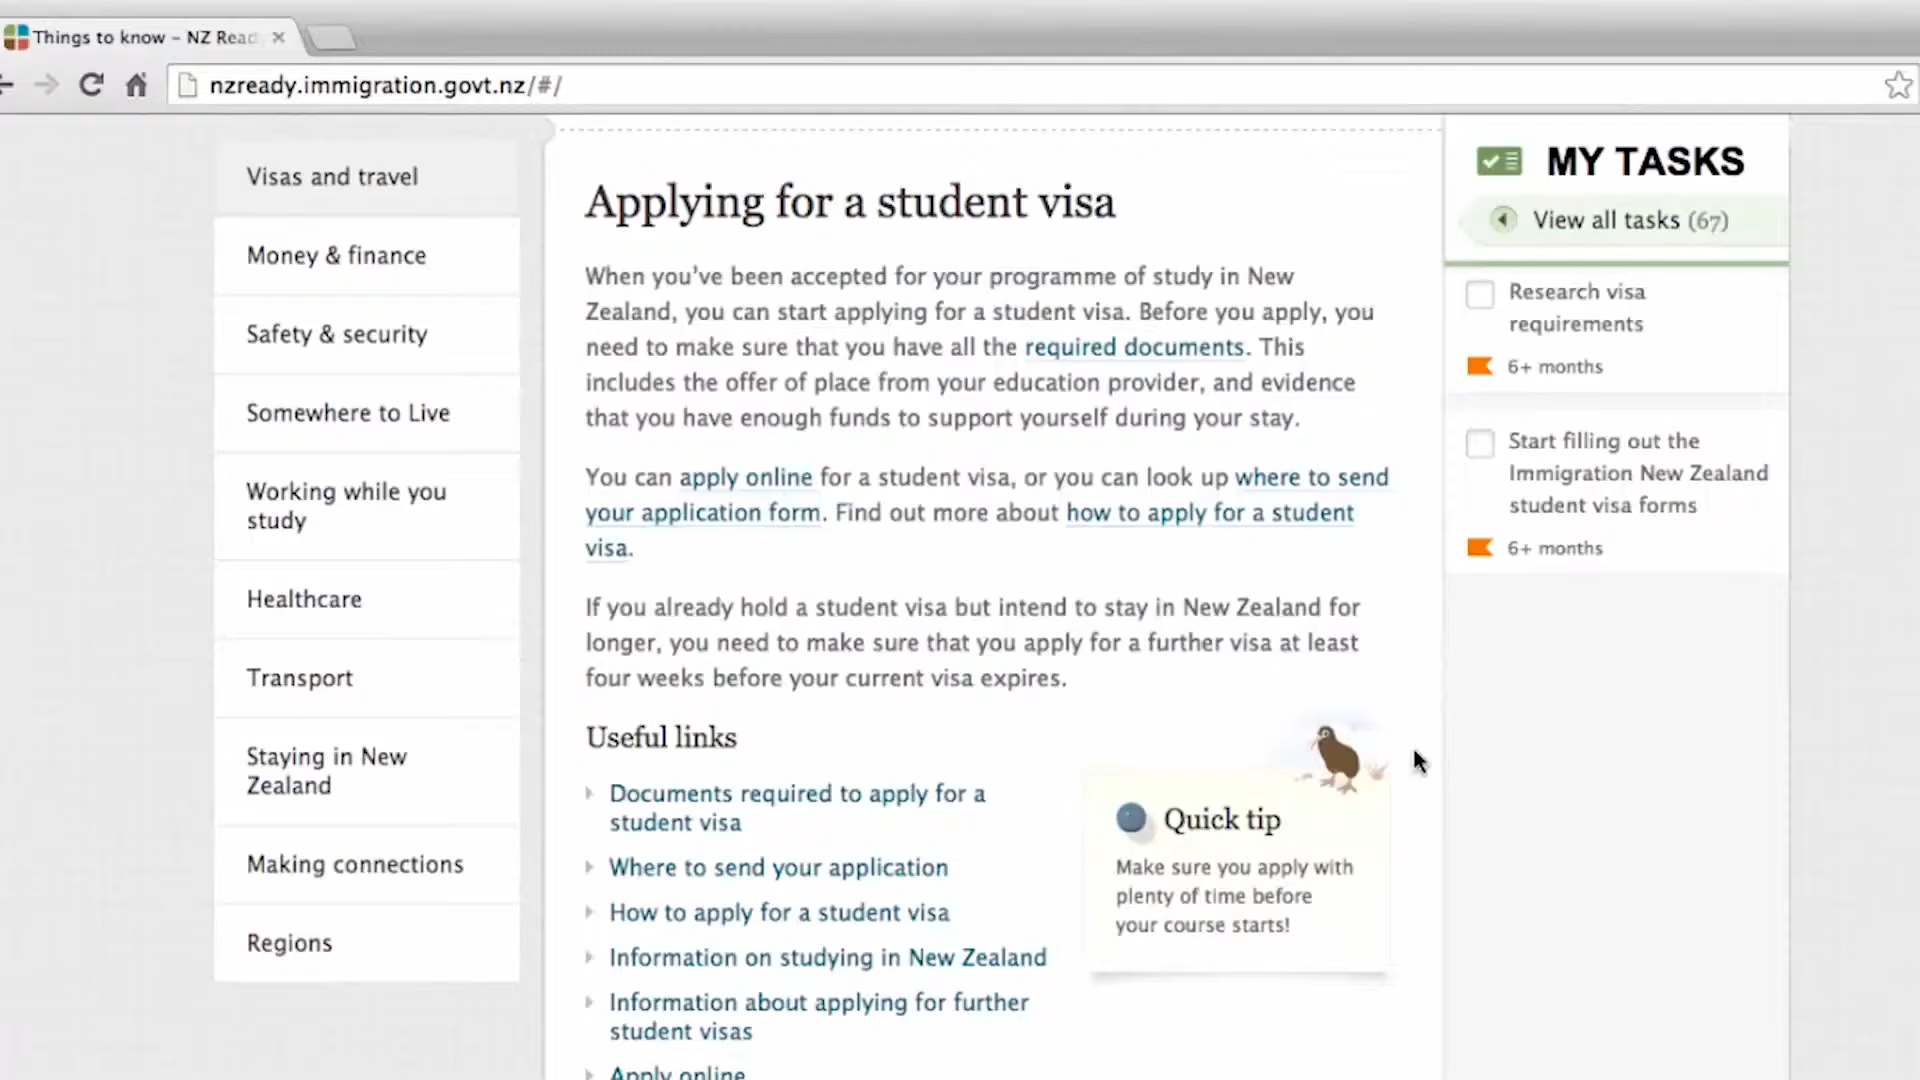 Things to know – NZ Read
nzready.immigration.govt.nz/#/
Visas and travel
Money & finance
Safety & security
Somewhere to Live
Working while you
study
Healthcare
Transport
Staying in New
Zealand
Making connections
Regions
Applying for a student visa
When you've been accepted for your programme of study in New
Zealand, you can start applying for a student visa. Before you apply, you
need to make sure that you have all the required documents. This
includes the offer of place from your education provider, and evidence
that you have enough funds to support yourself during your stay.
You can apply online for a student visa, or you can look up where to send
your application form. Find out more about how to apply for a student
visa.
If you already hold a student visa but intend to stay in New Zealand for
longer, you need to make sure that you apply for a further visa at least
four weeks before your current visa expires.
Useful links
Documents required to apply for a
student visa
Where to send your application
How to apply for a student visa
Information on studying in New Zealand
Information about applying for further
student visas
Apply online
Quick tip
Make sure you apply with
plenty of time before
your course starts!
MY TASKS
View all tasks (67)
Research visa
requirements
6+ months
Start filling out the
Immigration New Zealand
student visa forms
6+ months